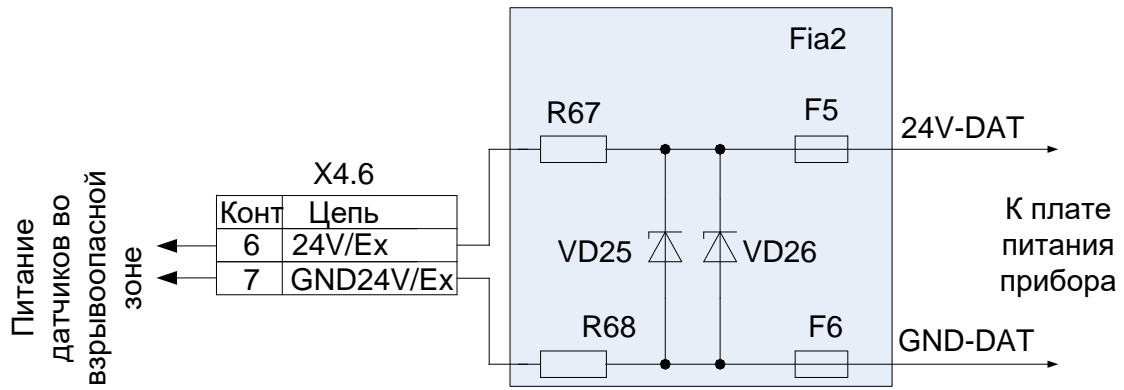 Fia2
R67
F5
24V-DAT
X4.6
Конт Цепь
6 24V/Ex
7 GND24V/Ex
Питание
датчиков во
взрывоопасной
зоне
VD25
VD26
К плате
питания
прибора
R68
F6
GND-DAT